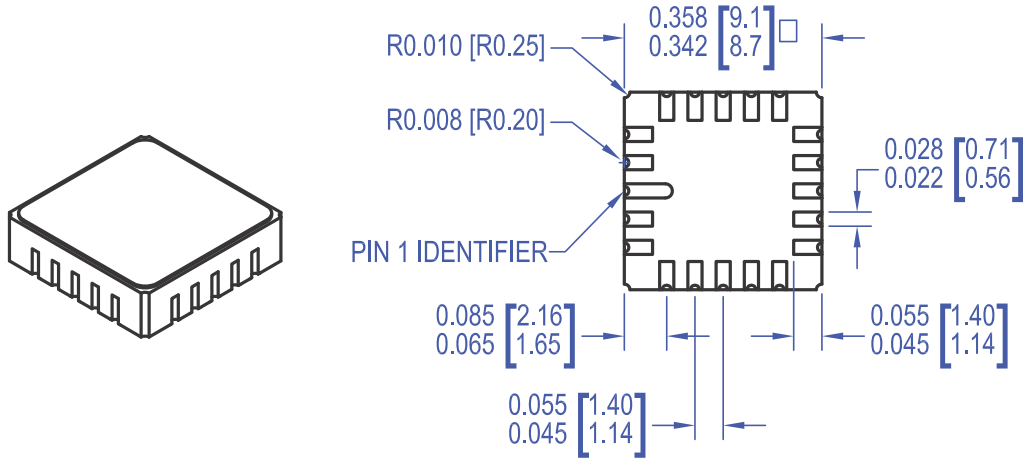 0.358 [9.1] □
0.342 [8.7]
R0.010 [R0.25]
R0.008 [R0.20]
0.028 [0.71]
0.022 [0.56]
PIN 1 IDENTIFIER
0.085 [2.16]
0.065 [1.65]
0.055 [1.40]
0.045 [1.14]
0.055 [1.40]
0.045 [1.14]